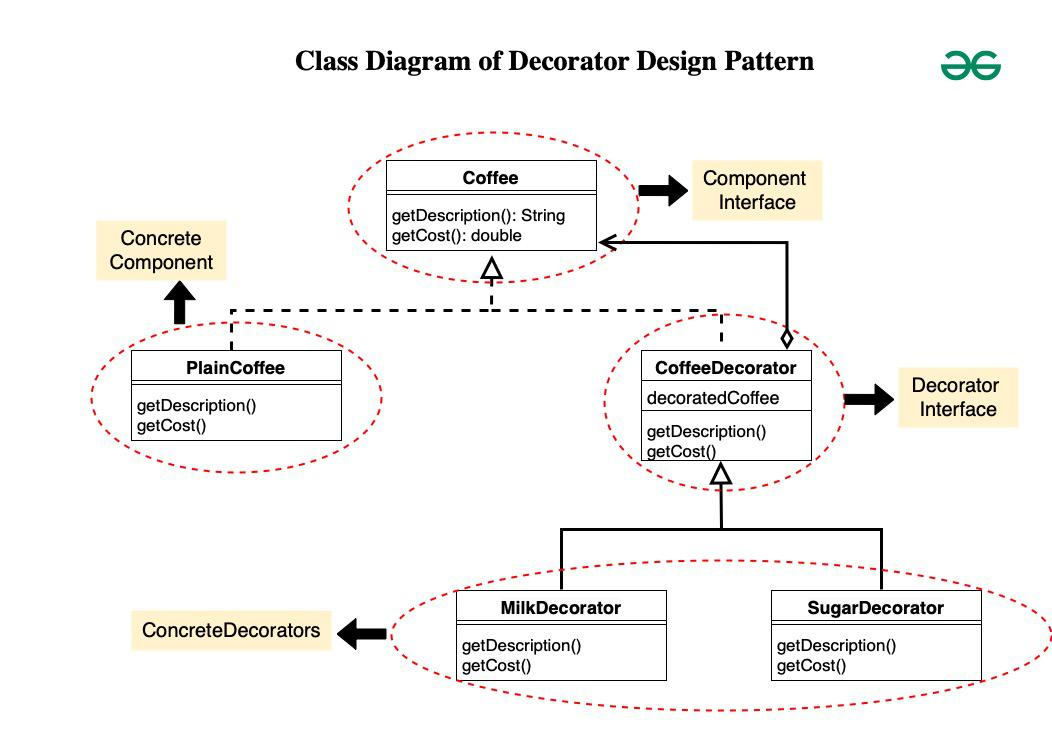 Class Diagram of Decorator Design Pattern
Coffee
getDescription(): String
getCost(): double
Component
Interface
Concrete
Component
PlainCoffee
getDescription()
getCost()
CoffeeDecorator
decoratedCoffee
getDescription()
getCost()
Decorator
Interface
MilkDecorator
getDescription()
getCost()
SugarDecorator
getDescription()
getCost()
ConcreteDecorators